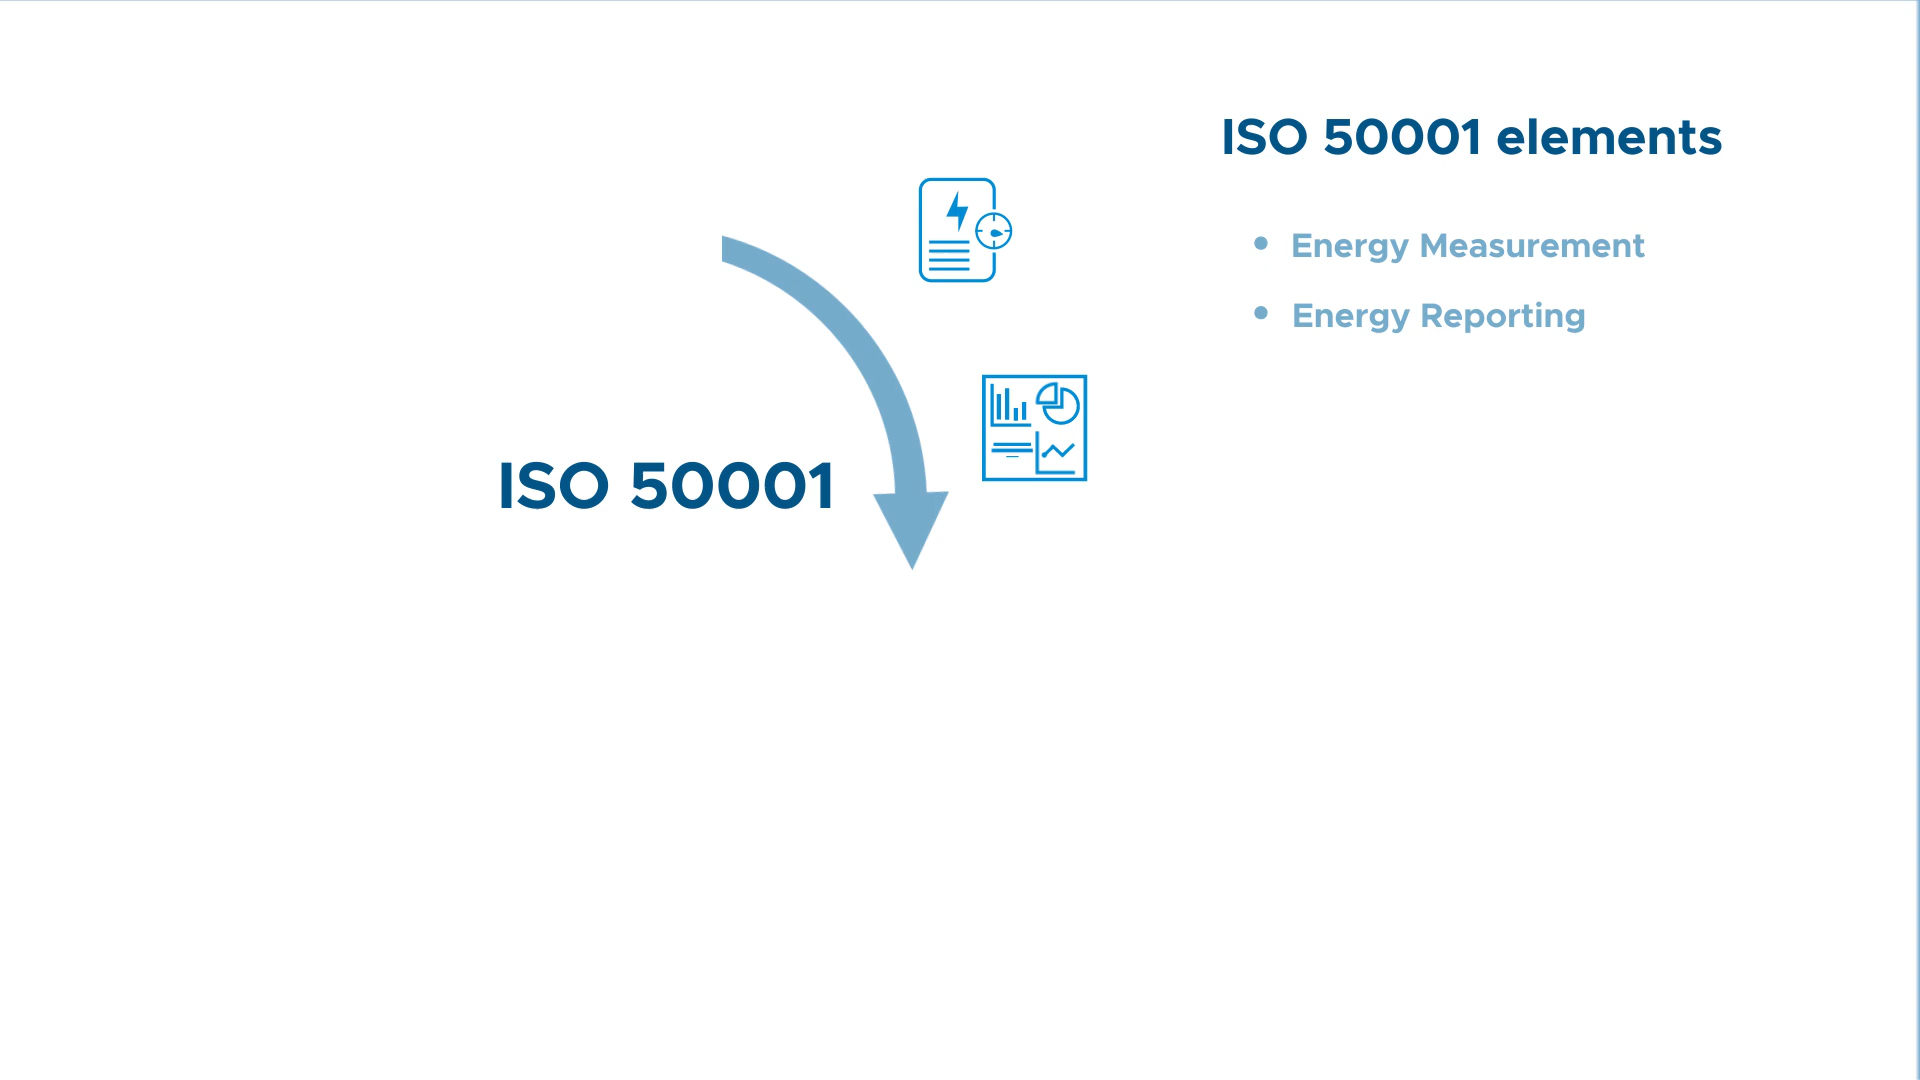 ISO 50001 elements
• Energy Measurement
• Energy Reporting
ISO 50001